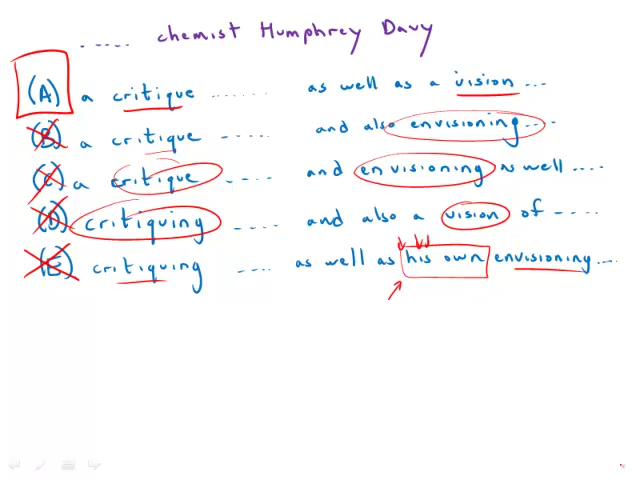 ..... chemist Humphrey Davy
(A) a critique ...... as well as a vision ...
(B) a critique ..... and also envisioning ...
(C) a critique ..... and envisioning as well ....
(D) critiquing ..... and also a vision of .....
(E) critiquing .... as well as his own envisioning ...